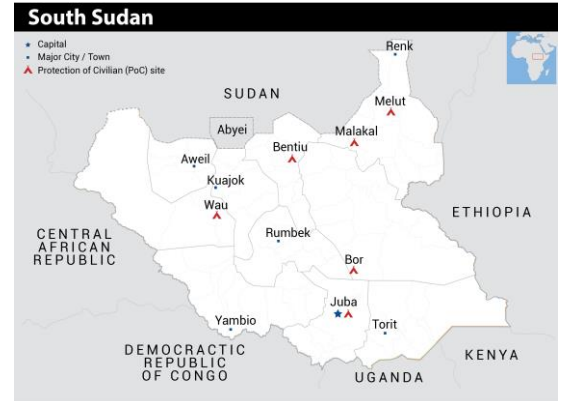 South Sudan
Capital
Major City / Town
Protection of Civilian (PoC) site
Renk
SUDAN
Melut
Abyei
Malakal
Bentiu
Aweil
Kuajok
Wau
ETHIOPIA
CENTRAL
AFRICAN
REPUBLIC
Rumbek
Bor
Juba
Yambio
Torit
DEMOCRACTIC
REPUBLIC
OF CONGO
KENYA
UGANDA